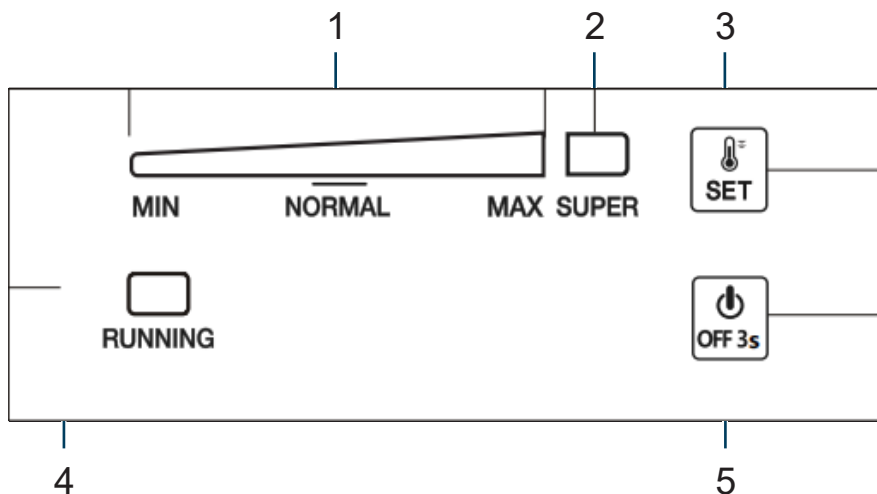 1 2 3
SET
MIN NORMAL MAX SUPER
RUNNING
OFF 3s
4 5